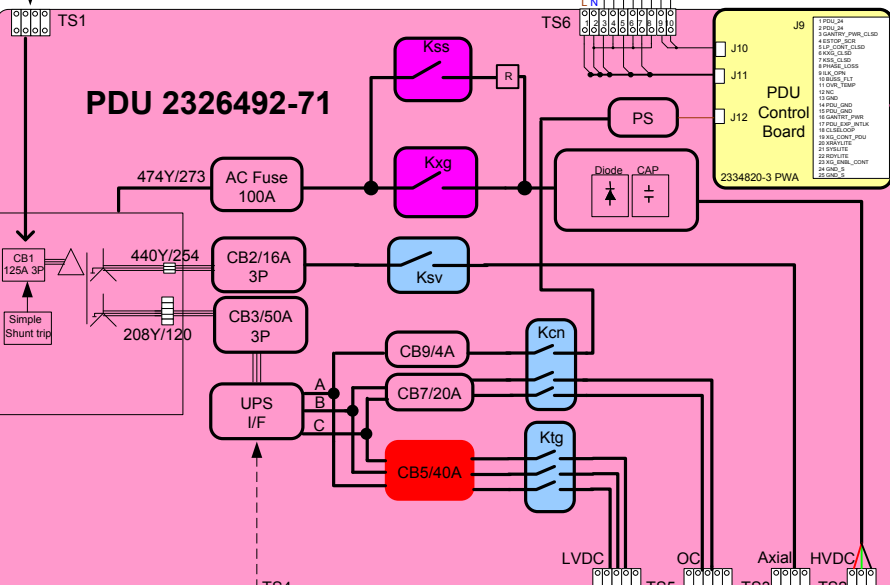 TS1
TS6
L N
1 2 3 4 5 6 7 8 9 10
PDU 2326492-71
Kss
R
Kxg
474Y/273
AC Fuse
100A
PS
J10
J11
J12
J9
PDU
Control
Board
2334820-3 PWA
1 PDU_24
2 PDU_24
3 GANTRY_PWR_CLSD
4 ESTOP_SCR
5 LP_CONT_CLSD
6 KXG_CLSD
7 KSS_CLSD
8 PHASE_LOSS
9 ILK_OPN
10 BUSS_FLT
11 OVR_TEMP
12 NC
13 GND
14 PDU_GND
15 PDU_GND
16 GANTRT_PWR
17 PDU_EXP_INTLK
18 CLSELOOP
19 XG_CONT_PDU
20 XRAYLITE
21 SYSLITE
22 RDYLITE
23 XG_ENBL_CONT
24 GND_S
25 GND_S
Diode
CAP
CB1
125A 3P
Simple
Shunt trip
440Y/254
CB2/16A
3P
Ksv
208Y/120
CB3/50A
3P
UPS
I/F
A
B
C
CB9/4A
CB7/20A
CB5/40A
Kcn
Ktg
LVDC
OC
Axial
HVDC
TS4
TS5
TS3
TS2